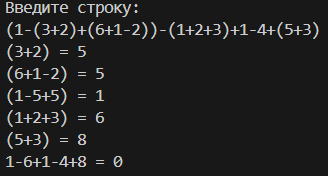 Введите строку:
(1-(3+2)+(6+1-2))-(1+2+3)+1-4+(5+3)
(3+2) = 5
(6+1-2) = 5
(1-5+5) = 1
(1+2+3) = 6
(5+3) = 8
1-6+1-4+8 = 0